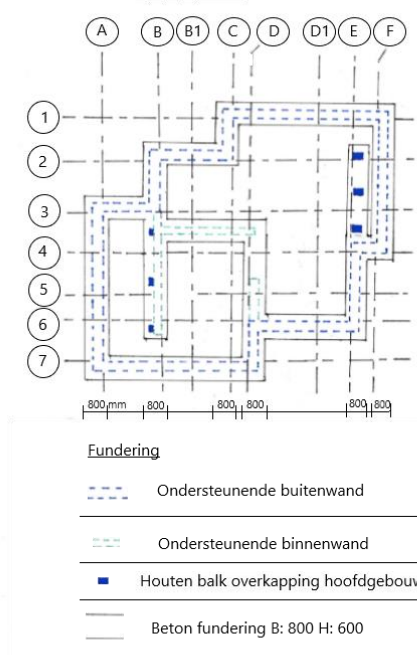 A B B1 C D D1 E F
1
2
3
4
5
6
7
800 mm 800 800 800 800 800
Fundering
Ondersteunende buitenwand
Ondersteunende binnenwand
Houten balk overkapping hoofdgebouw
Beton fundering B: 800 H: 600